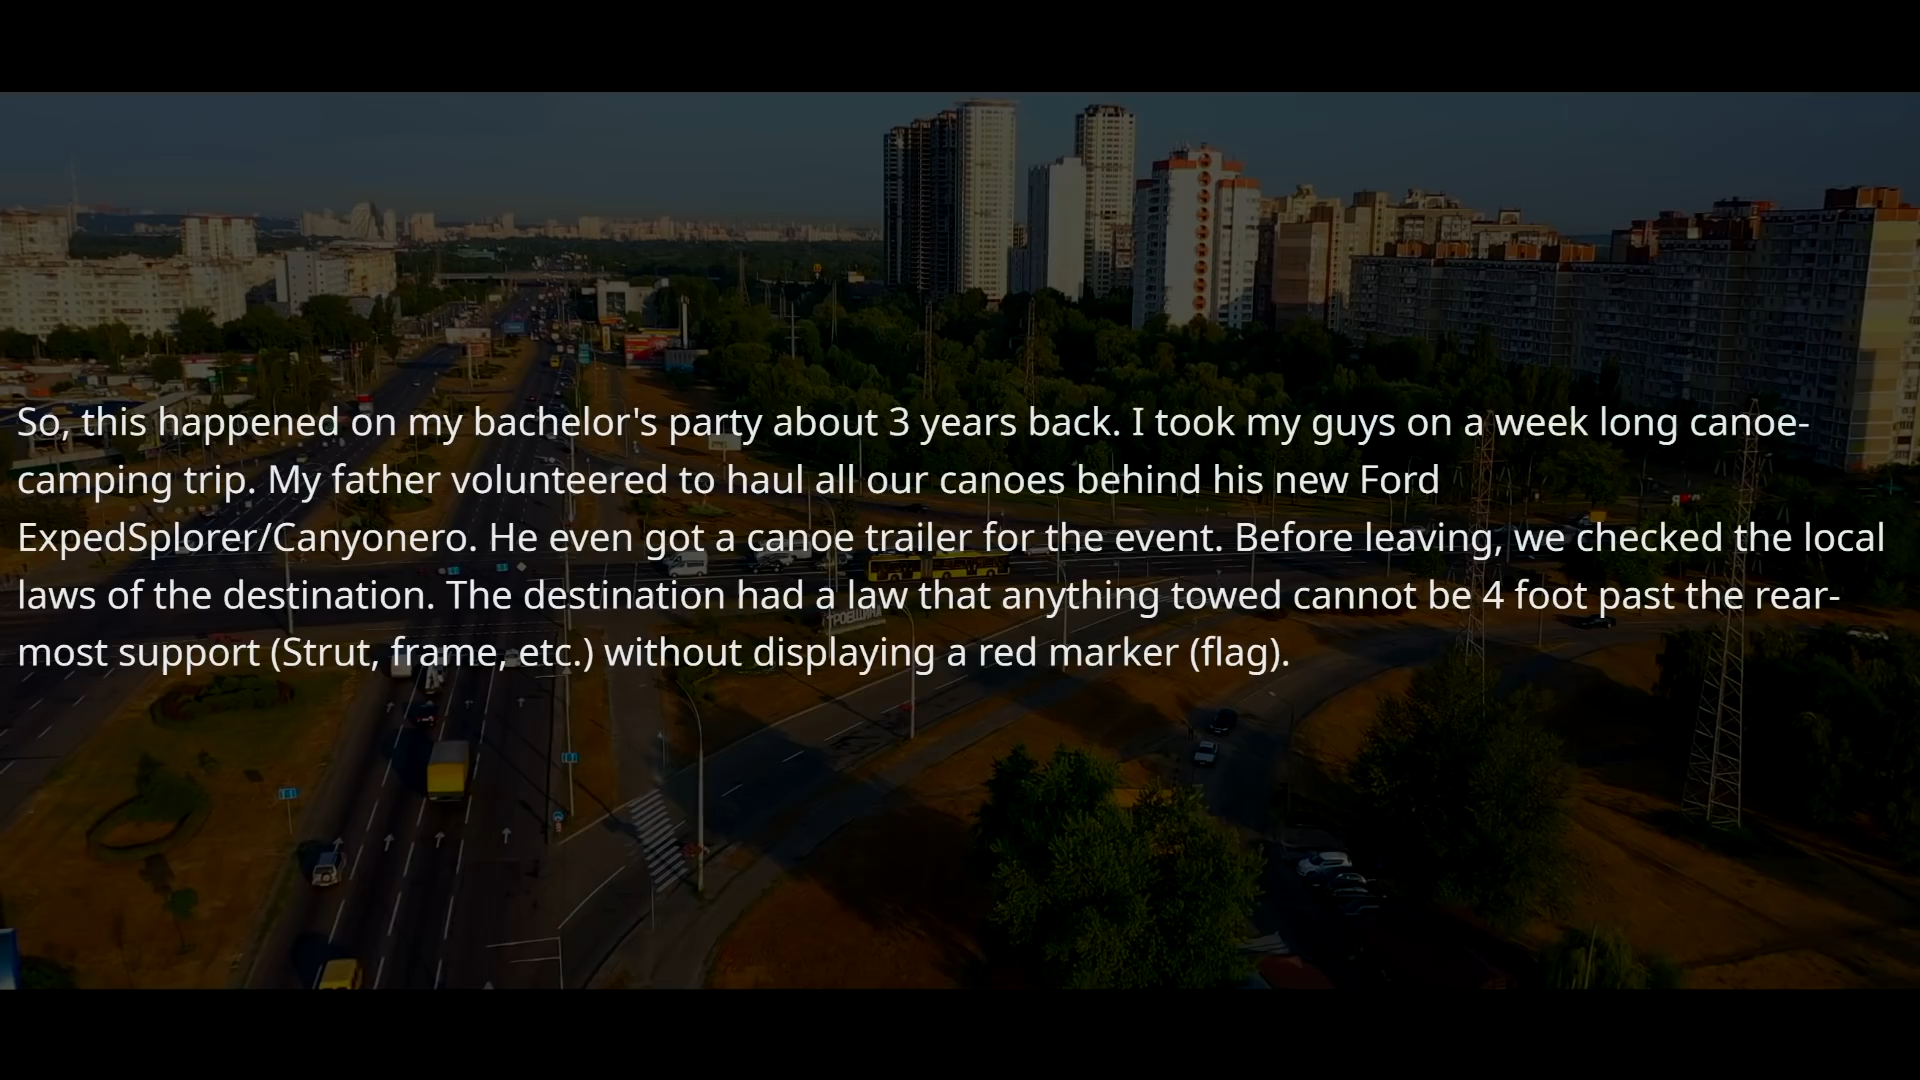 So, this happened on my bachelor's party about 3 years back. I took my guys on a week long canoe-
camping trip. My father volunteered to haul all our canoes behind his new Ford
ExpedSplorer/Canyonero. He even got a canoe trailer for the event. Before leaving, we checked the local
laws of the destination. The destination had a law that anything towed cannot be 4 foot past the rear-
most support (Strut, frame, etc.) without displaying a red marker (flag).
ТРОЕЩИНА